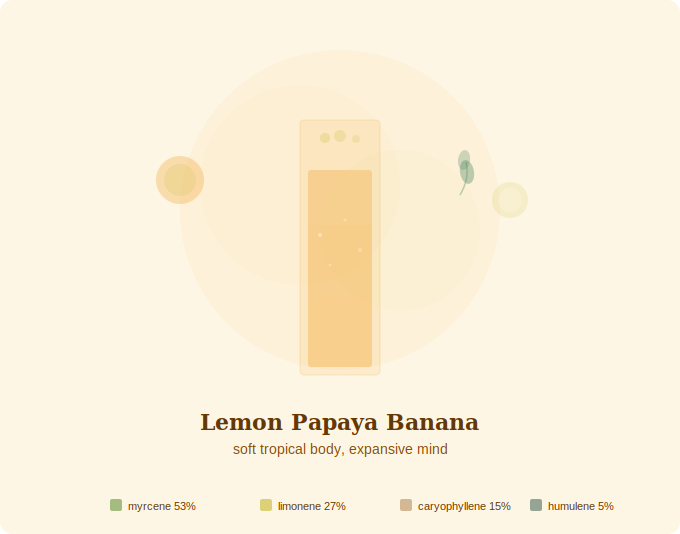 Lemon Papaya Banana
soft tropical body, expansive mind
myrcene 53% limonene 27% caryophyllene 15% humulene 5%